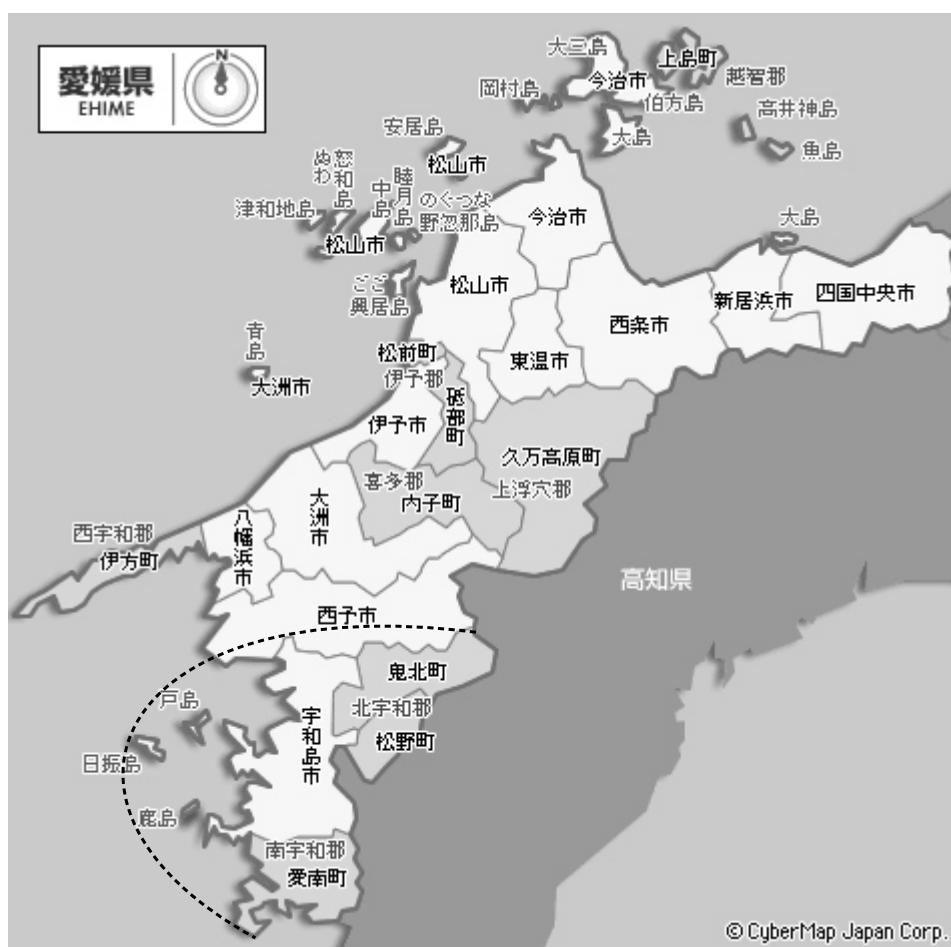 愛媛県
EHIME
N
大三島
今治市
上島町
越智郡
岡村島
伯方島
高井神島
大島
魚島
安居島
松山市
ぬわ
怒和島
中島
睦月島
のぐつな
野忽那島
津和地島
松山市
今治市
大島
ごご
興居島
松山市
新居浜市
四国中央市
西条市
東温市
青島
大洲市
松前町
伊予郡
砥部町
伊予市
久万高原町
上浮穴郡
喜多郡
内子町
大洲市
八幡浜市
西宇和郡
伊方町
高知県
西予市
鬼北町
北宇和郡
松野町
宇和島市
戸島
日振島
鹿島
南宇和郡
愛南町
© CyberMap Japan Corp.